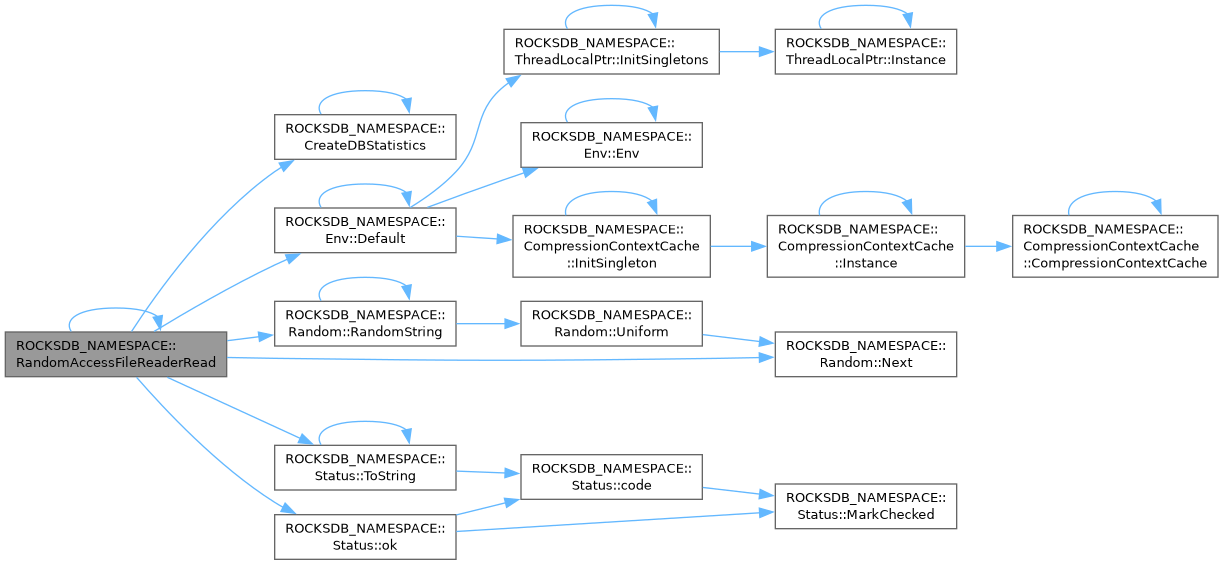 ROCKSDB_NAMESPACE::
ThreadLocalPtr::InitSingletons
ROCKSDB_NAMESPACE::
ThreadLocalPtr::Instance
ROCKSDB_NAMESPACE::
CreateDBStatistics
ROCKSDB_NAMESPACE::
Env::Env
ROCKSDB_NAMESPACE::
Env::Default
ROCKSDB_NAMESPACE::
CompressionContextCache
::InitSingleton
ROCKSDB_NAMESPACE::
CompressionContextCache
::Instance
ROCKSDB_NAMESPACE::
CompressionContextCache
::CompressionContextCache
ROCKSDB_NAMESPACE::
Random::RandomString
ROCKSDB_NAMESPACE::
Random::Uniform
ROCKSDB_NAMESPACE::
RandomAccessFileReaderRead
ROCKSDB_NAMESPACE::
Random::Next
ROCKSDB_NAMESPACE::
Status::ToString
ROCKSDB_NAMESPACE::
Status::code
ROCKSDB_NAMESPACE::
Status::MarkChecked
ROCKSDB_NAMESPACE::
Status::ok